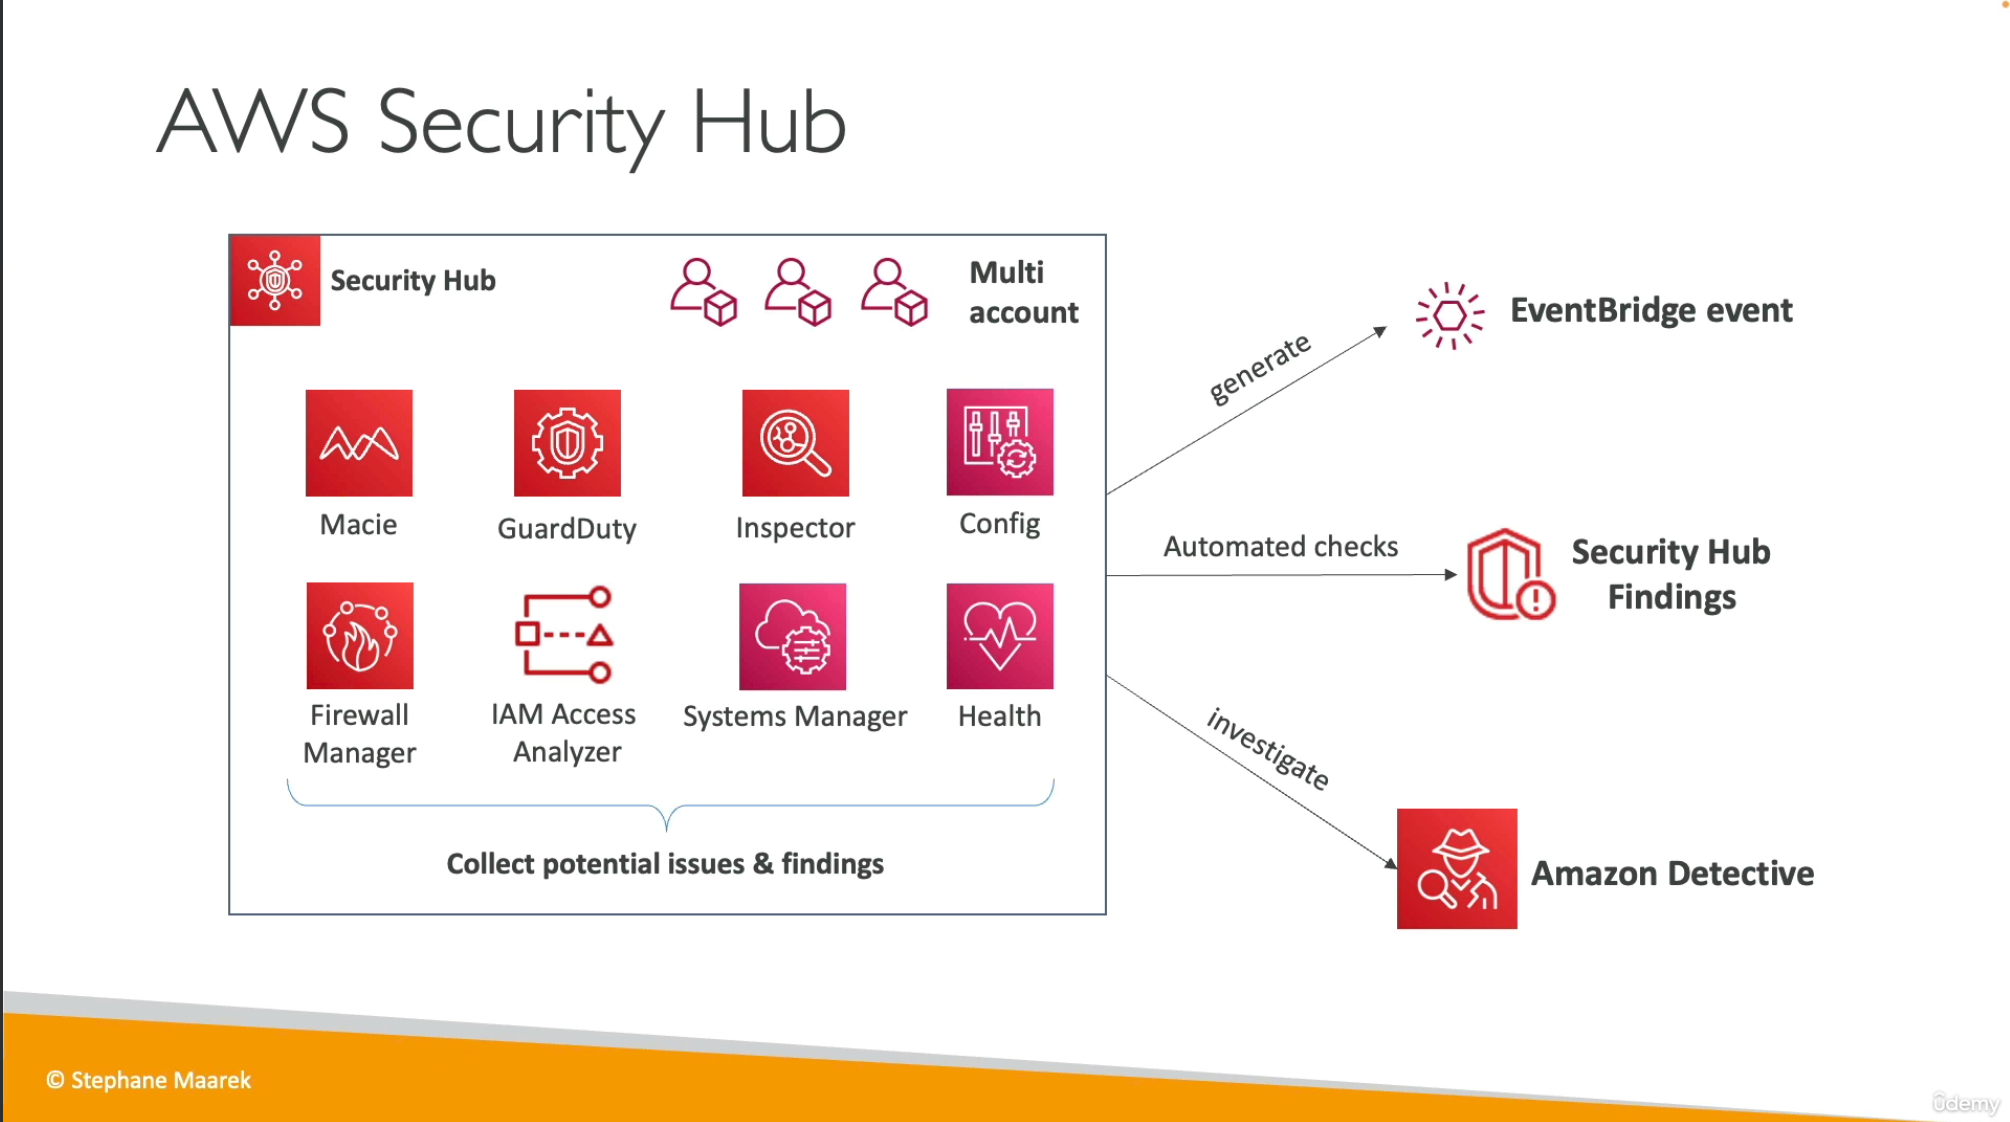 AWS Security Hub
Security Hub
Multi
account
Macie
GuardDuty
Inspector
Config
Firewall
Manager
IAM Access
Analyzer
Systems Manager
Health
Collect potential issues & findings
generate
EventBridge event
Automated checks
Security Hub
Findings
investigate
Amazon Detective
© Stephane Maarek
ûdemy